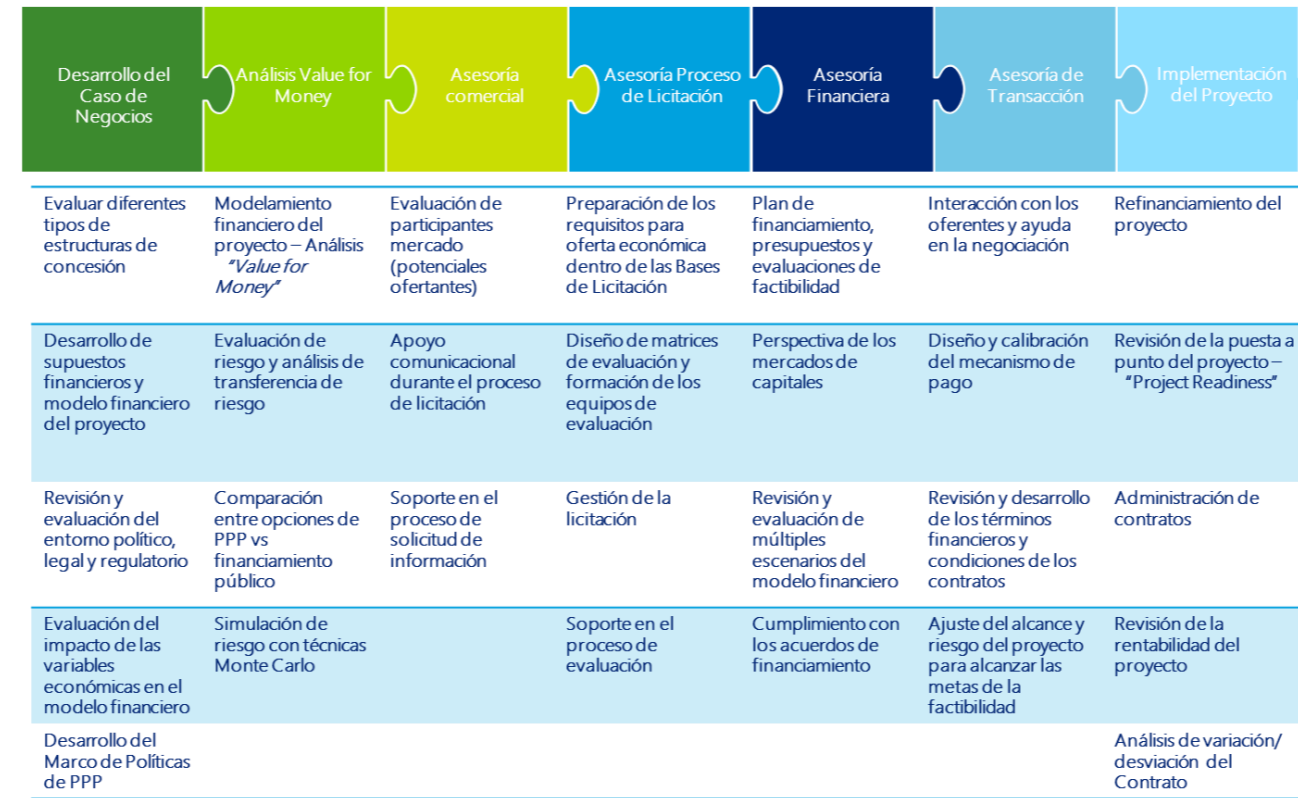 Desarrollo del
Caso de
Negocios
Análisis Value for
Money
Asesoría
comercial
Asesoría Proceso
de Licitación
Asesoría
Financiera
Asesoría de
Transacción
Implementación
del Proyecto
Evaluar diferentes
tipos de
estructuras de
concesión
Modelamiento
financiero del
proyecto – Análisis
"Value for
Money"
Evaluación de
participantes
mercado
(potenciales
ofertantes)
Preparación de los
requisitos para
oferta económica
dentro de las Bases
de Licitación
Plan de
financiamiento,
presupuestos y
evaluaciones de
factibilidad
Interacción con los
oferentes y ayuda
en la negociación
Refinanciamiento del
proyecto
Desarrollo de
supuestos
financieros y
modelo financiero
del proyecto
Evaluación de
riesgo y análisis de
transferencia de
riesgo
Apoyo
comunicacional
durante el proceso
de licitación
Diseño de matrices
de evaluación y
formación de los
equipos de
evaluación
Perspectiva de los
mercados de
capitales
Diseño y calibración
del mecanismo de
pago
Revisión de la puesta a
punto del proyecto –
"Project Readiness"
Revisión y
evaluación del
entorno político,
legal y regulatorio
Comparación
entre opciones de
PPP vs
financiamiento
público
Soporte en el
proceso de
solicitud de
información
Gestión de la
licitación
Revisión y
evaluación de
múltiples
escenarios del
modelo financiero
Revisión y desarrollo
de los términos
financieros y
condiciones de los
contratos
Administración de
contratos
Evaluación del
impacto de las
variables
económicas en el
modelo financiero
Simulación de
riesgo con técnicas
Monte Carlo
Soporte en el
proceso de
evaluación
Cumplimiento con
los acuerdos de
financiamiento
Ajuste del alcance y
riesgo del proyecto
para alcanzar las
metas de la
factibilidad
Revisión de la
rentabilidad del
proyecto
Desarrollo del
Marco de Políticas
de PPP
Análisis de variación/
desviación del
Contrato